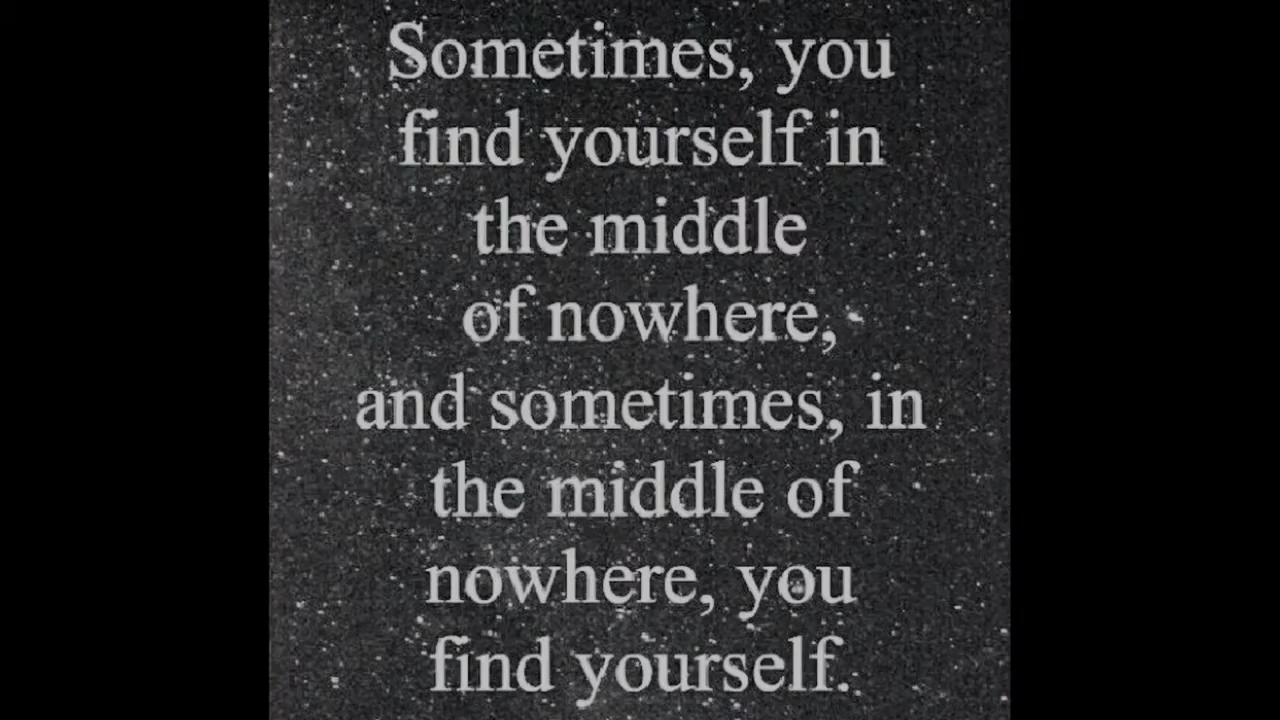 Sometimes, you
find yourself in
the middle
of nowhere,
and sometimes, in
the middle of
nowhere, you
find yourself.